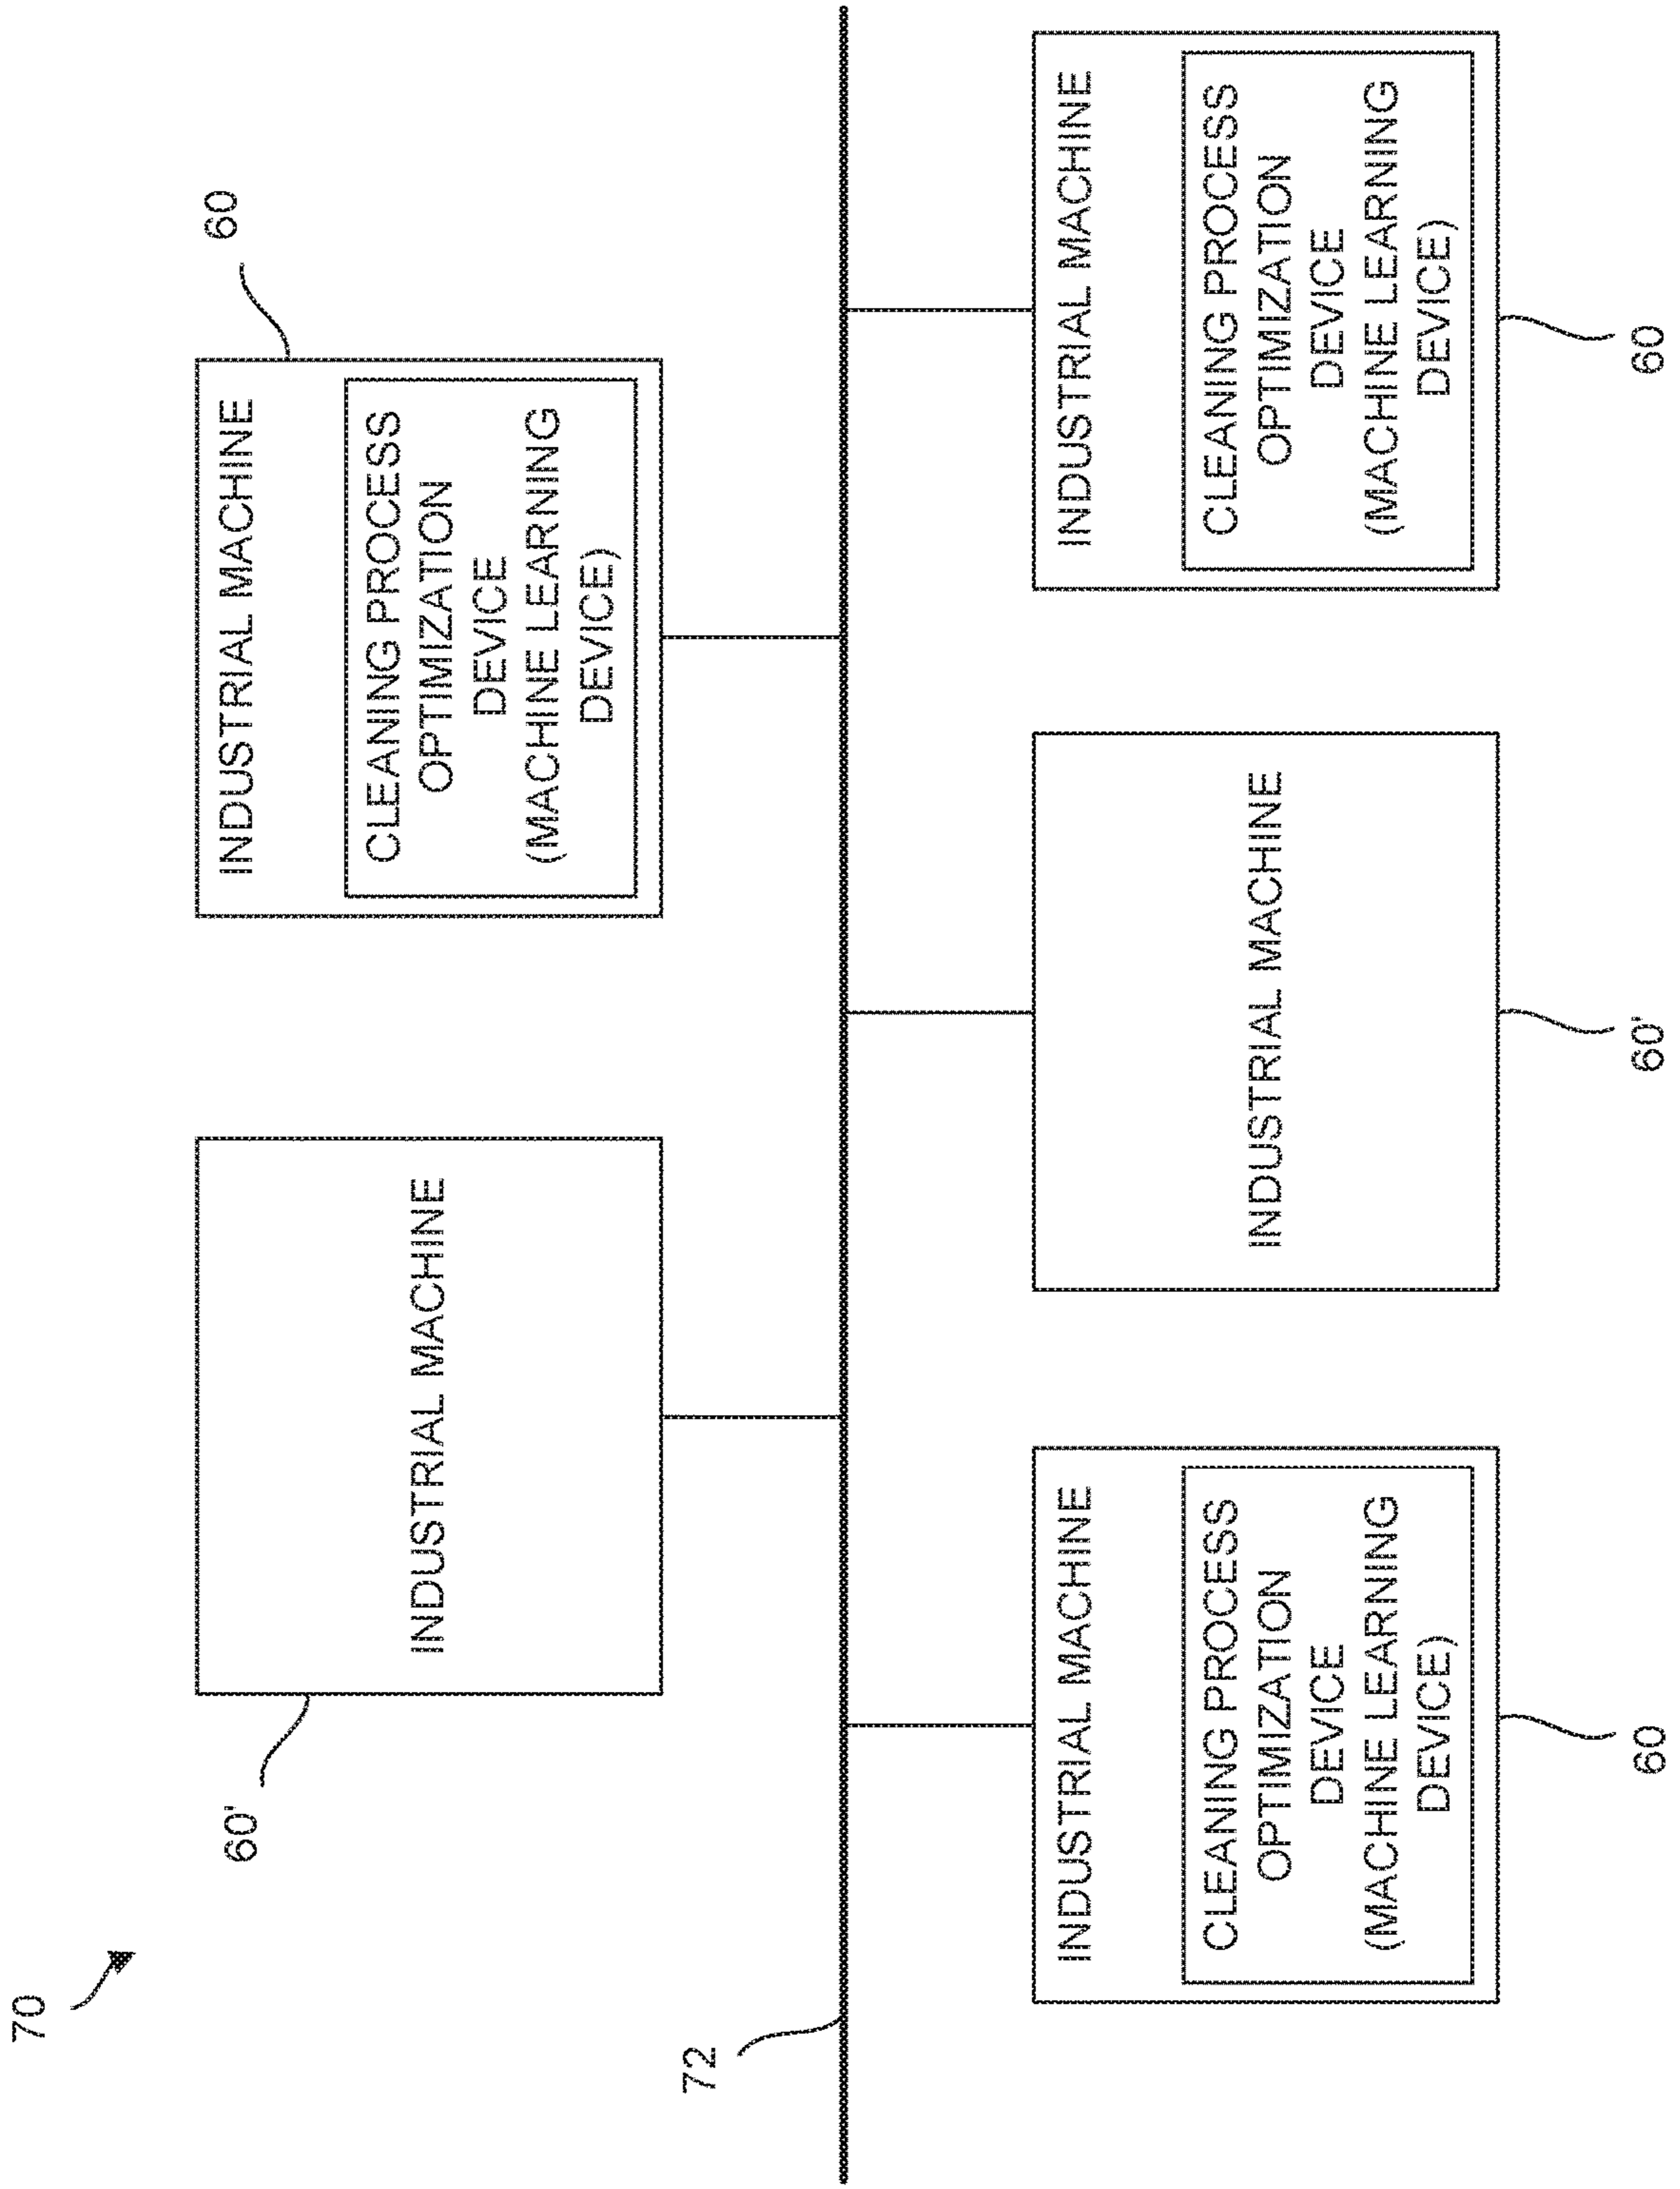 70
60'
INDUSTRIAL MACHINE
INDUSTRIAL MACHINE
CLEANING PROCESS
OPTIMIZATION
DEVICE
(MACHINE LEARNING
DEVICE)
60
72
INDUSTRIAL MACHINE
CLEANING PROCESS
OPTIMIZATION
DEVICE
(MACHINE LEARNING
DEVICE)
60
INDUSTRIAL MACHINE
60'
INDUSTRIAL MACHINE
CLEANING PROCESS
OPTIMIZATION
DEVICE
(MACHINE LEARNING
DEVICE)
60